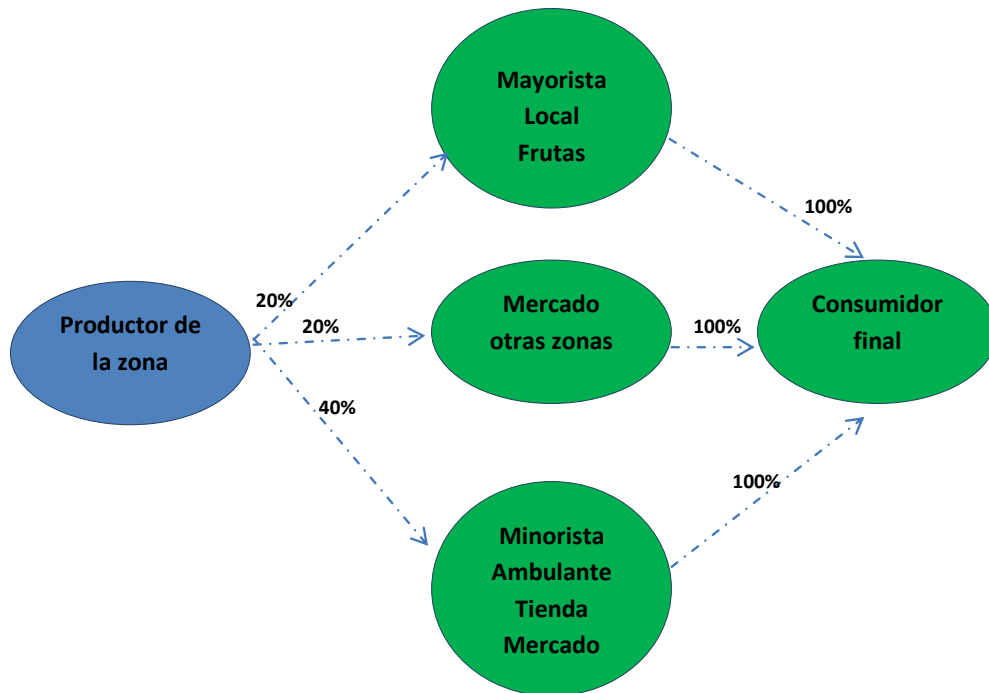 Mayorista
Local
Frutas
100%
20%
Productor de
la zona
20%
Mercado
otras zonas
100%
Consumidor
final
40%
100%
Minorista
Ambulante
Tienda
Mercado